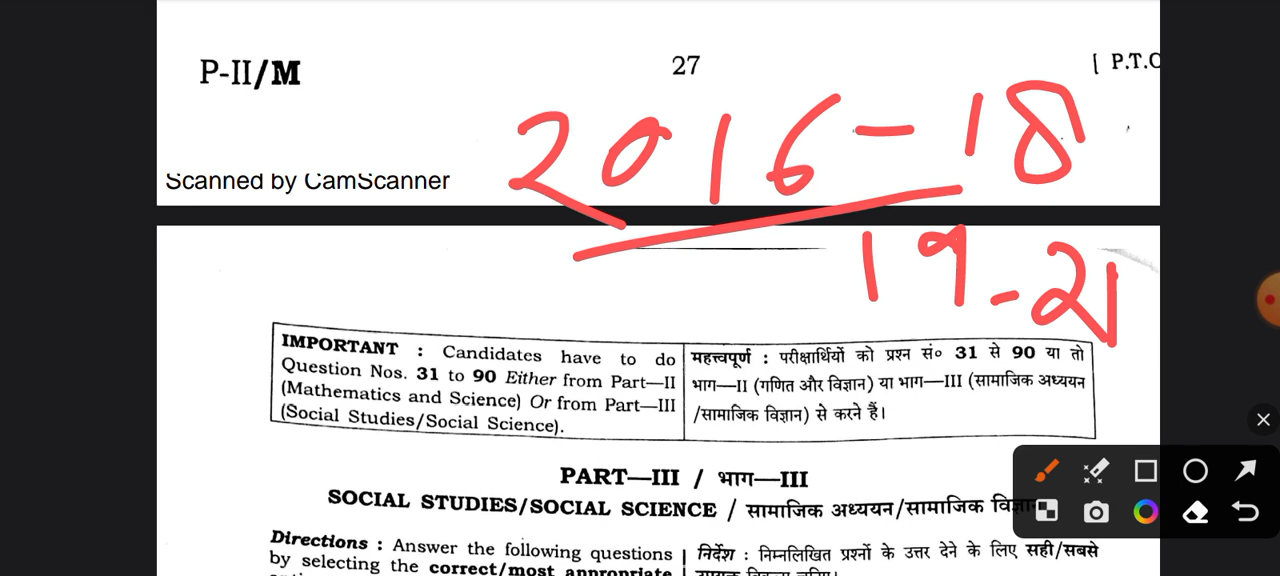 P-II/M
27
[ P.T.O
2016-18
Scanned by CamScanner
19-21
IMPORTANT : Candidates have to do
Question Nos. 31 to 90 Either from Part—II
(Mathematics and Science) Or from Part—III
(Social Studies/Social Science).
महत्त्वपूर्ण : परीक्षार्थियों को प्रश्न सं० 31 से 90 या तो
भाग—II (गणित और विज्ञान) या भाग—III (सामाजिक अध्ययन
/सामाजिक विज्ञान) से करने हैं।
PART—III / भाग—III
SOCIAL STUDIES/SOCIAL SCIENCE / सामाजिक अध्ययन/सामाजिक
Directions : Answer the following questions
by selecting the correct/most appropriate
निर्देश : निम्नलिखित प्रश्नों के उत्तर देने के लिए सही/सबसे